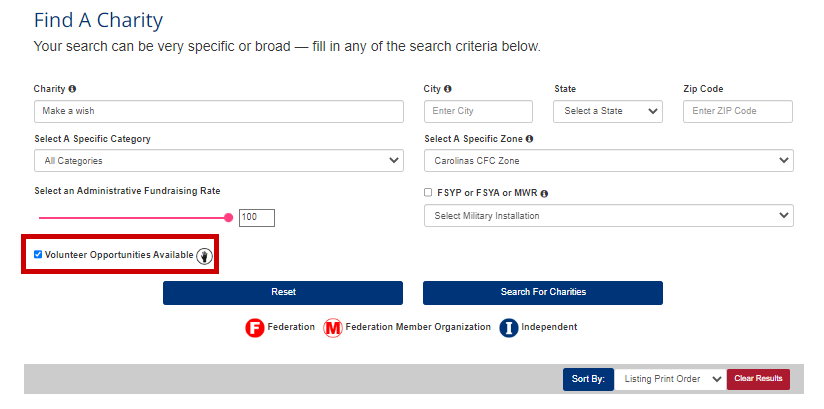 Find A Charity
Your search can be very specific or broad — fill in any of the search criteria below.
Charity City State Zip Code
Make a wish Enter City Select a State Enter ZIP Code
Select A Specific Category Select A Specific Zone
All Categories Carolinas CFC Zone
Select an Administrative Fundraising Rate FSYP or FSYA or MWR
100 Select Military Installation
Volunteer Opportunities Available
Reset Search For Charities
F Federation M Federation Member Organization I Independent
Sort By: Listing Print Order Clear Results